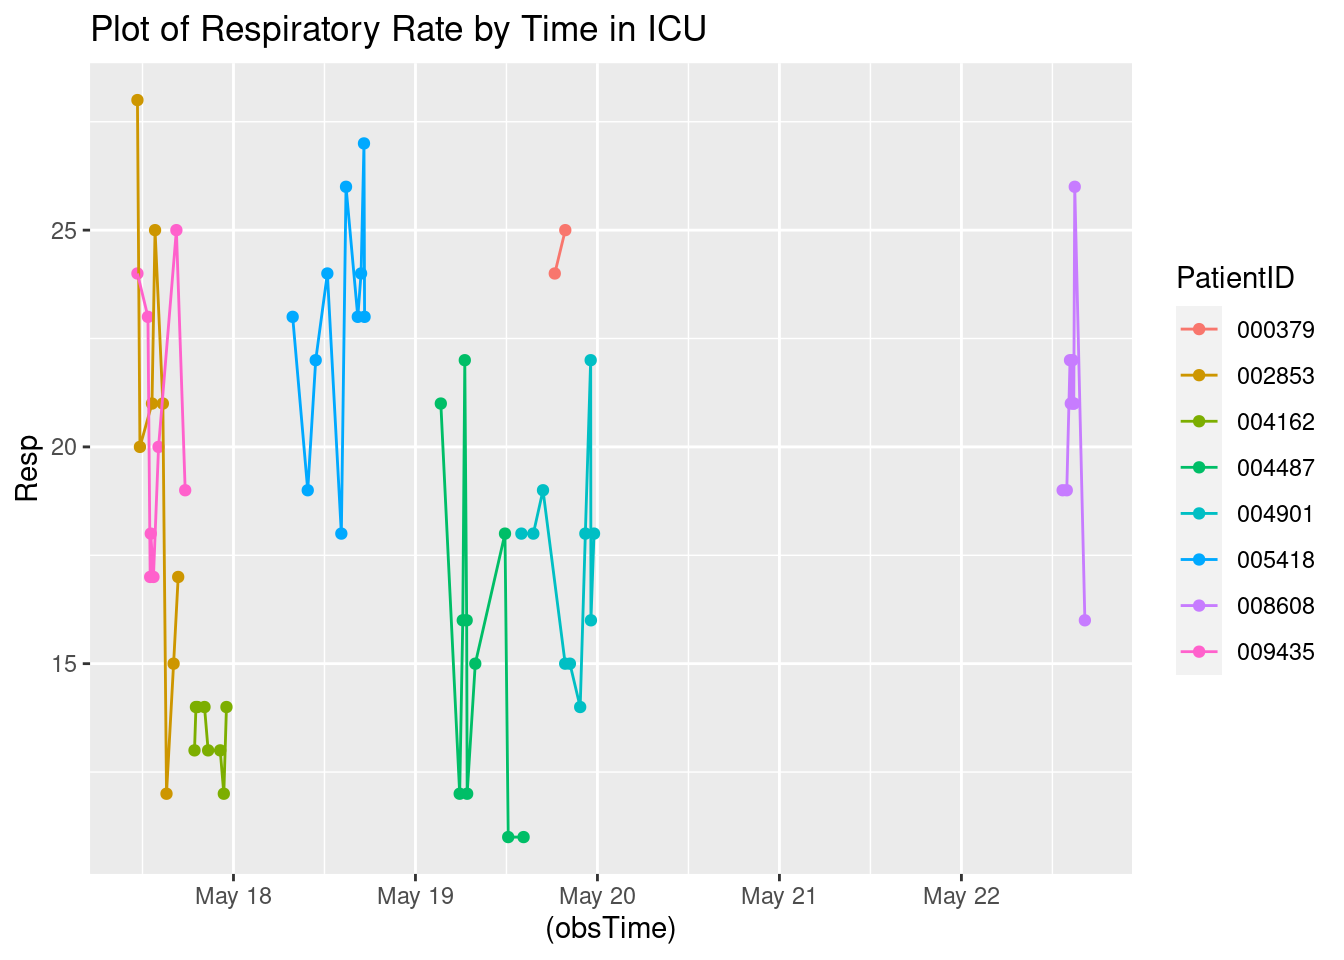 Plot of Respiratory Rate by Time in ICU
25
20
15
Resp
May 18
May 19
May 20
May 21
May 22
(obsTime)
PatientID
000379
002853
004162
004487
004901
005418
008608
009435